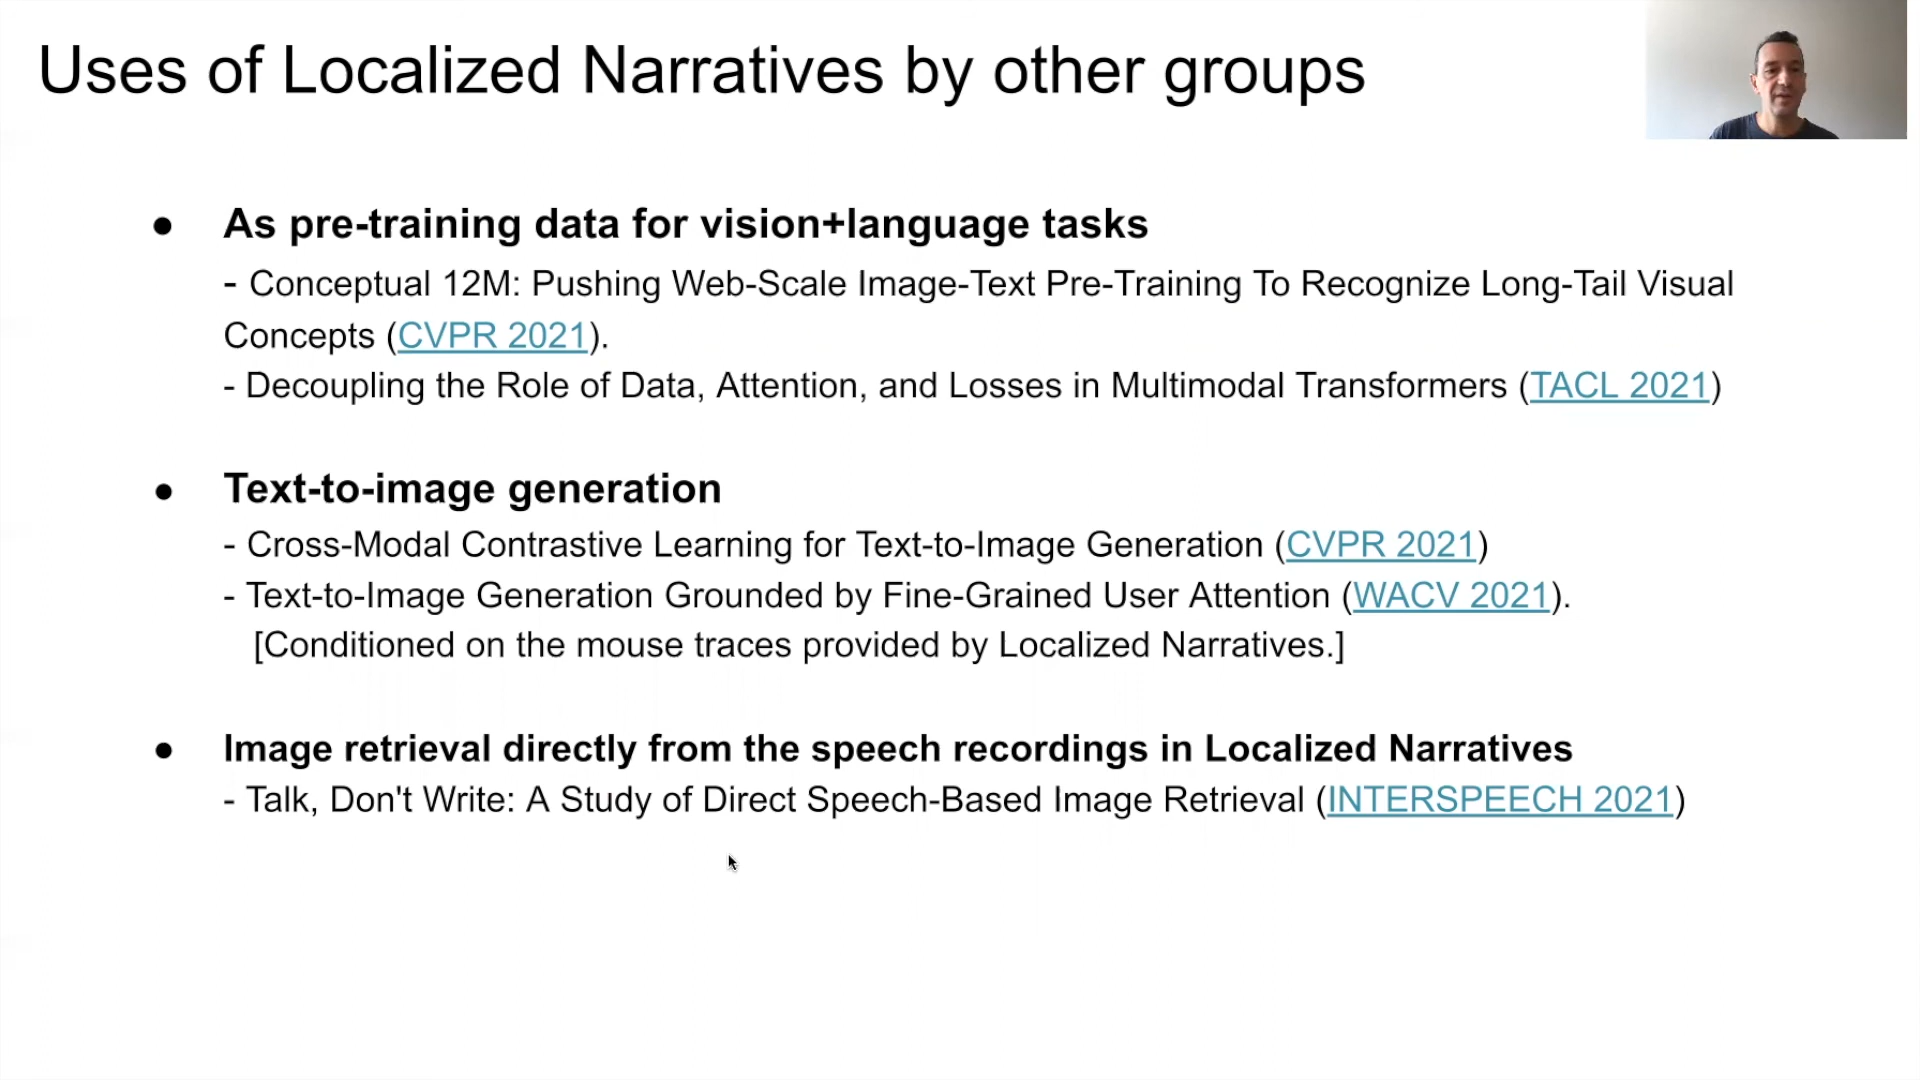 Uses of Localized Narratives by other groups
● As pre-training data for vision+language tasks
- Conceptual 12M: Pushing Web-Scale Image-Text Pre-Training To Recognize Long-Tail Visual
Concepts (CVPR 2021).
- Decoupling the Role of Data, Attention, and Losses in Multimodal Transformers (TACL 2021)
● Text-to-image generation
- Cross-Modal Contrastive Learning for Text-to-Image Generation (CVPR 2021)
- Text-to-Image Generation Grounded by Fine-Grained User Attention (WACV 2021).
[Conditioned on the mouse traces provided by Localized Narratives.]
● Image retrieval directly from the speech recordings in Localized Narratives
- Talk, Don't Write: A Study of Direct Speech-Based Image Retrieval (INTERSPEECH 2021)